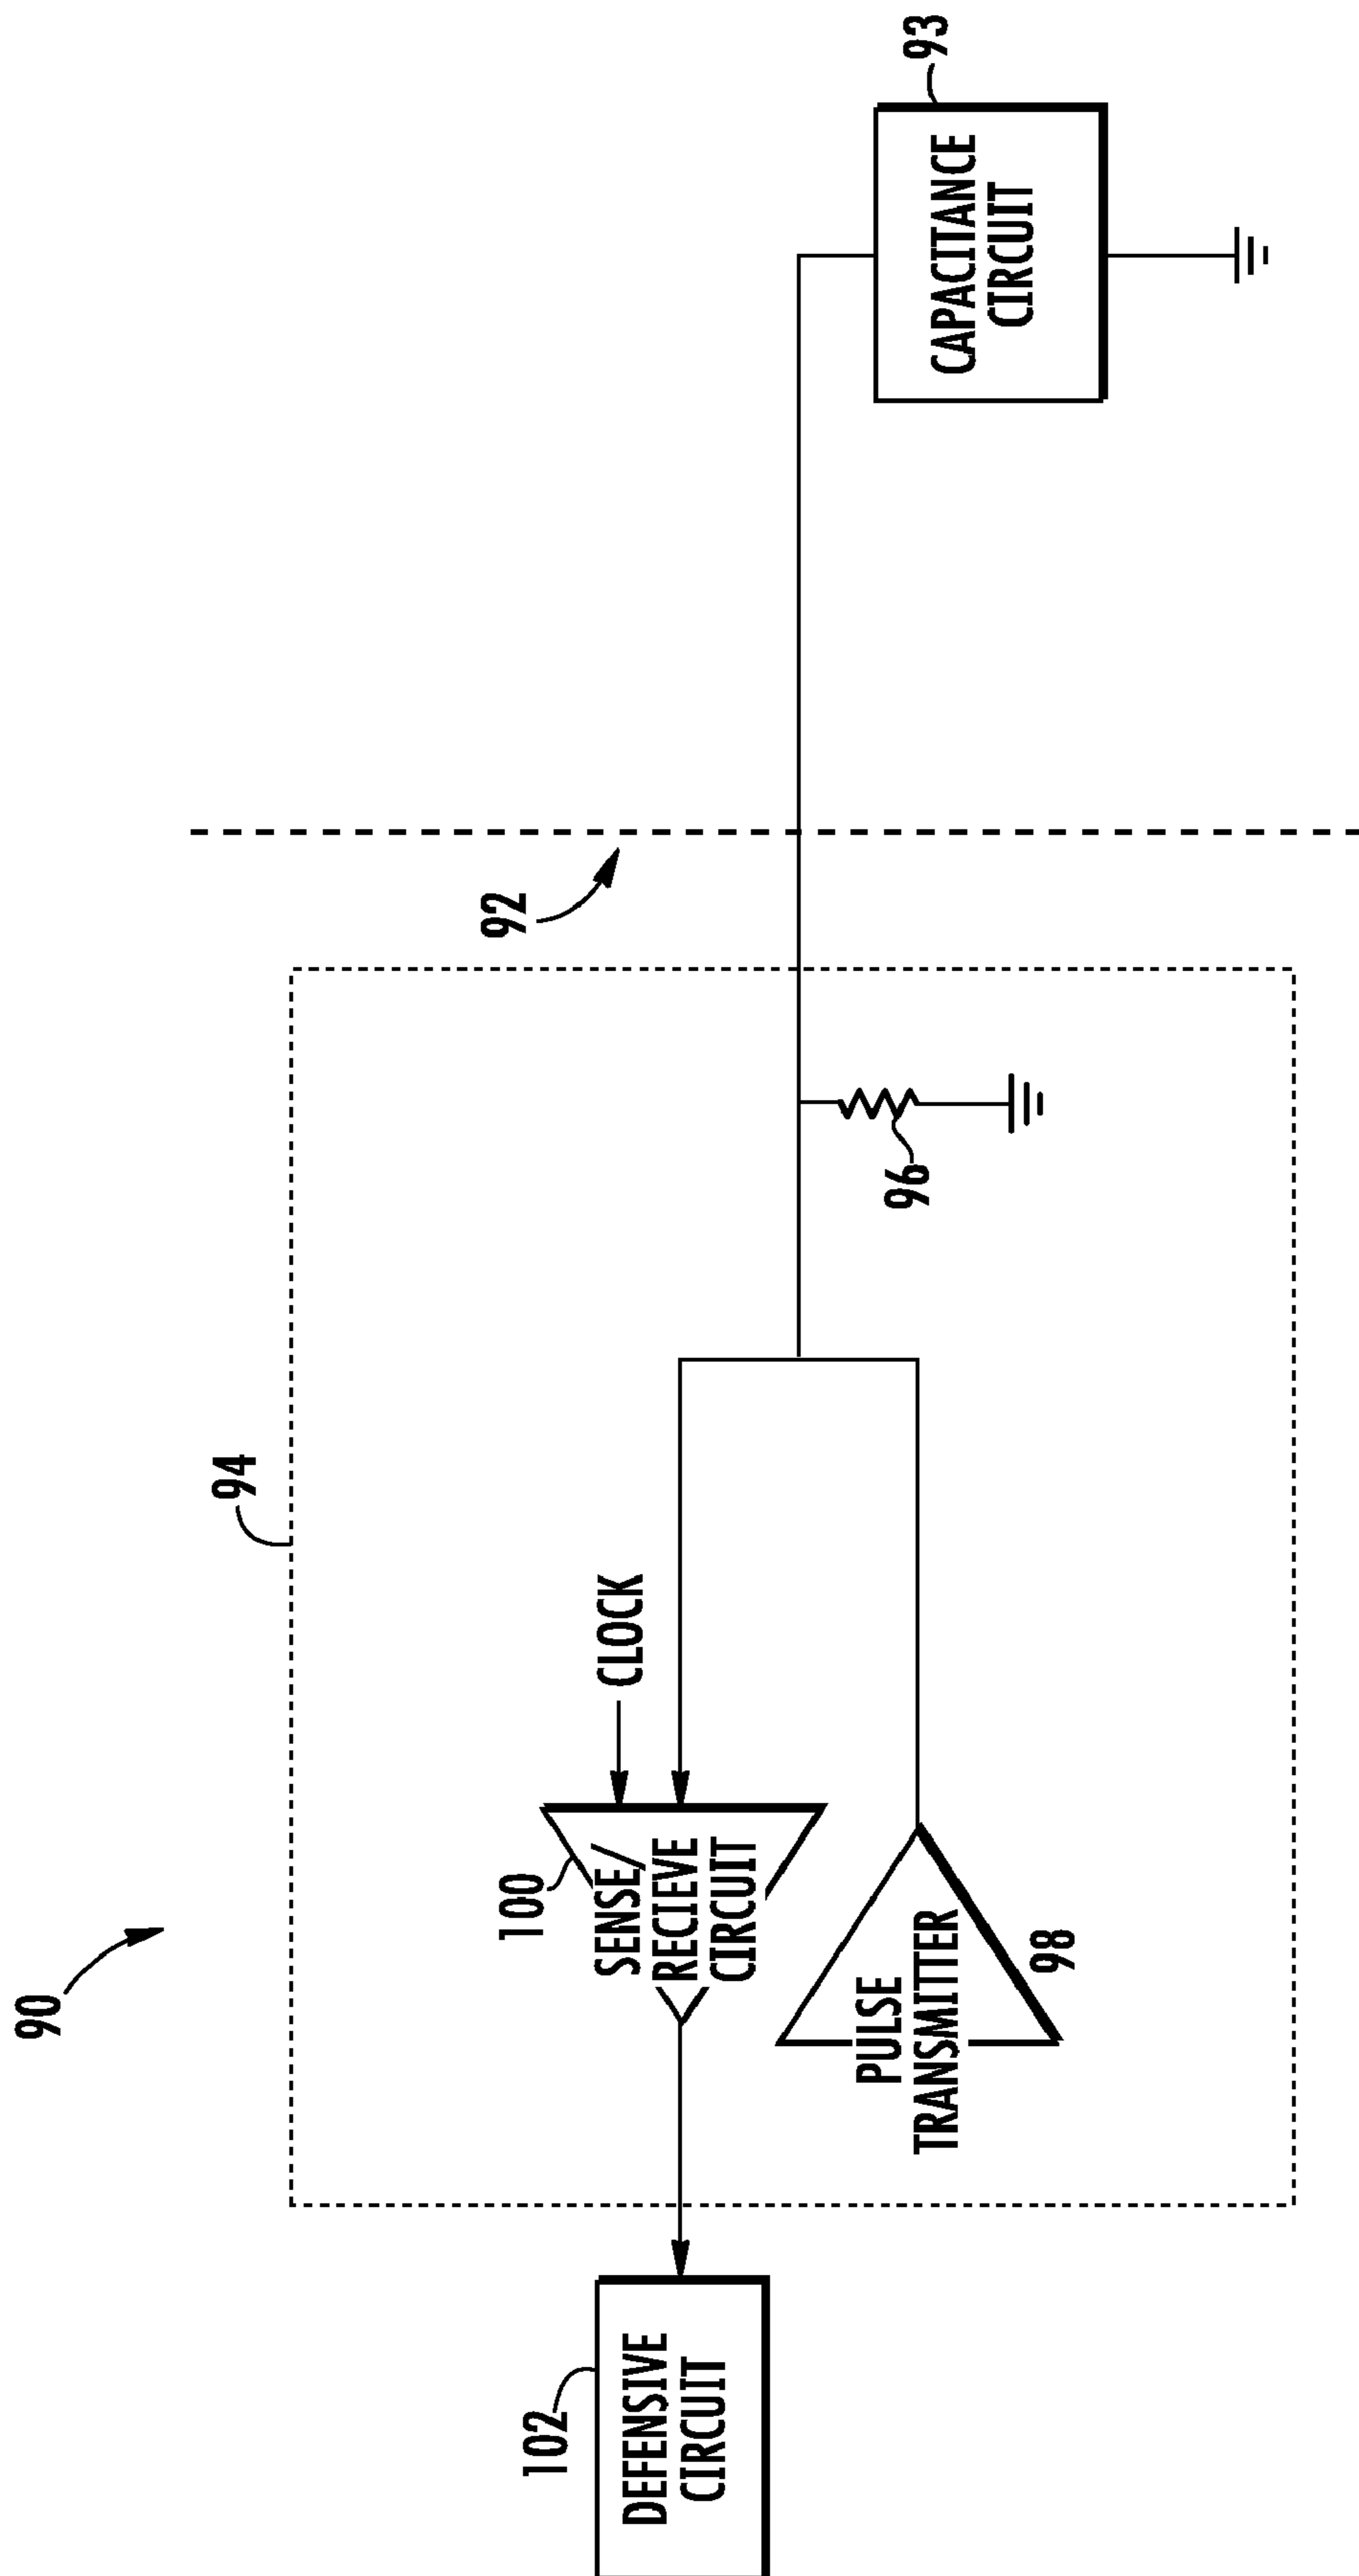 90
94
92
93
102
DEFENSIVE
CIRCUIT
100
SENSE/
RECIEVE
CIRCUIT
CLOCK
PULSE
TRANSMITTER
98
96
CAPACITANCE
CIRCUIT